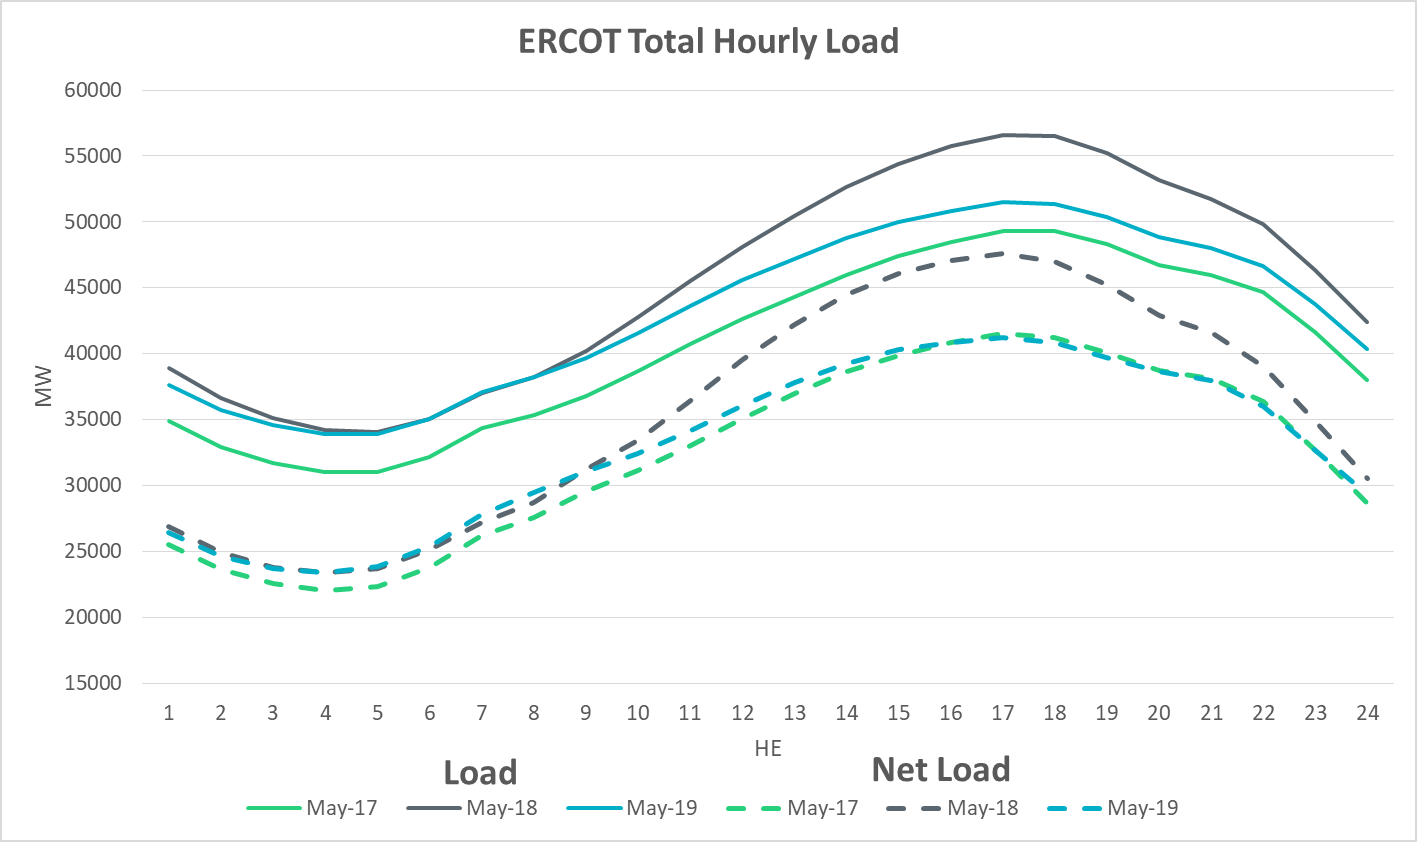 ERCOT Total Hourly Load
60000
55000
50000
45000
40000
35000
30000
25000
20000
15000
MW
1 2 3 4 5 6 7 8 9 10 11 12 13 14 15 16 17 18 19 20 21 22 23 24
HE
Load Net Load
May-17 May-18 May-19 May-17 May-18 May-19